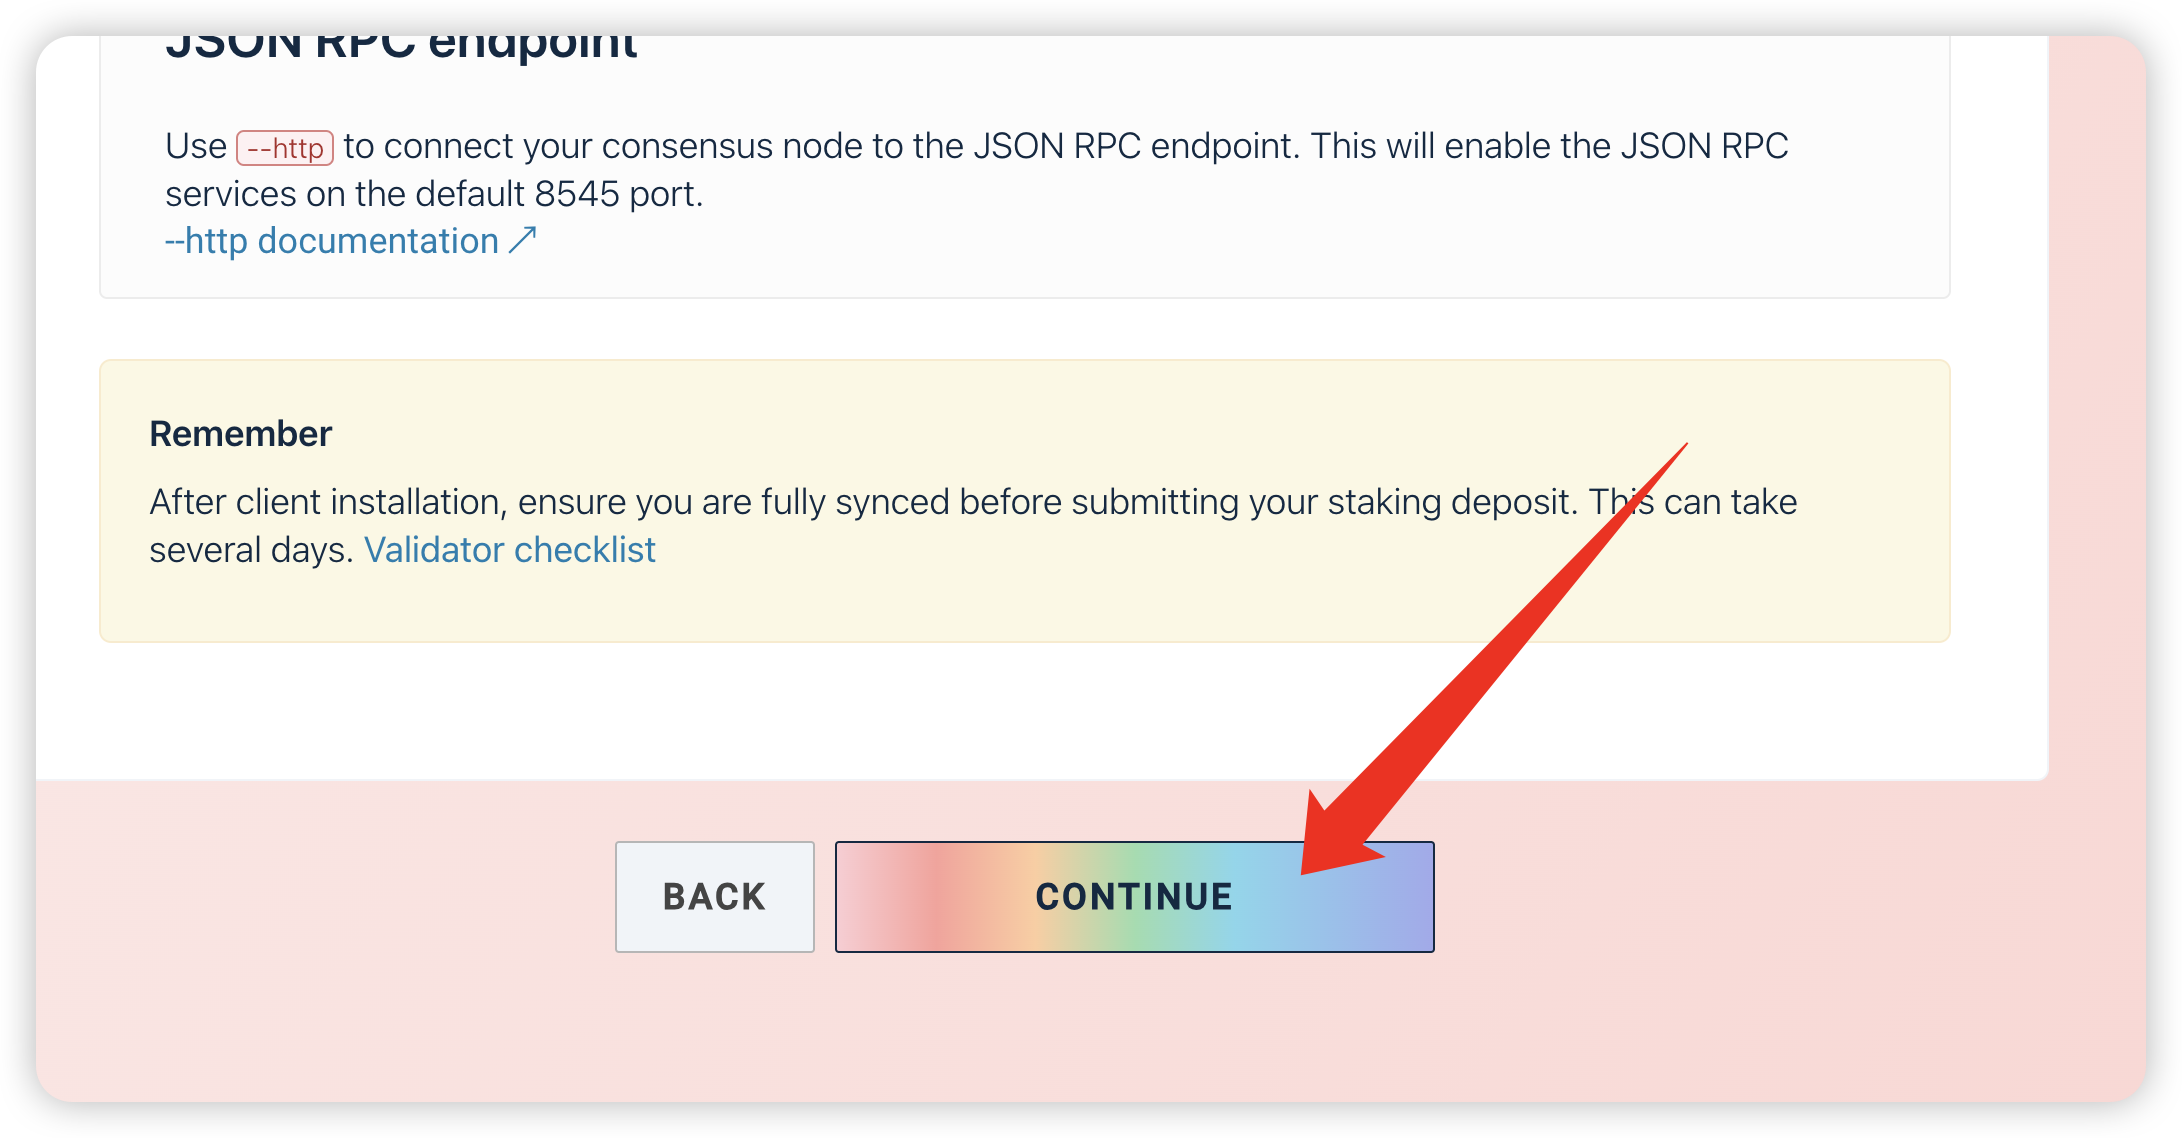 JSON RPC endpoint
Use --http to connect your consensus node to the JSON RPC endpoint. This will enable the JSON RPC
services on the default 8545 port.
--http documentation ↗
Remember
After client installation, ensure you are fully synced before submitting your staking deposit. This can take
several days. Validator checklist
BACK
CONTINUE